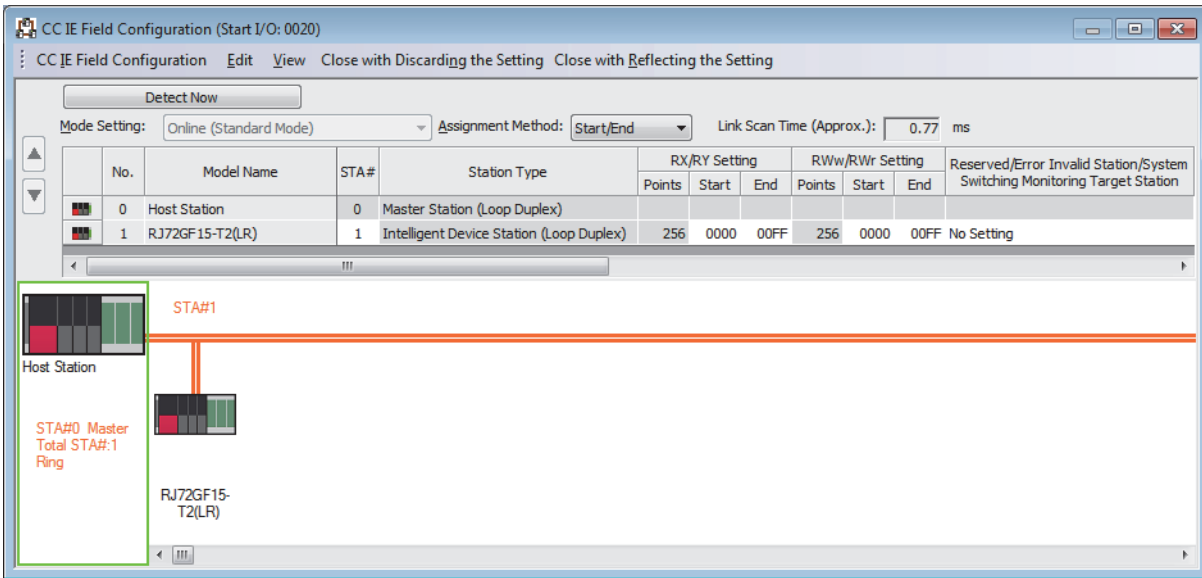 CC IE Field Configuration (Start I/O: 0020)
CC IE Field Configuration Edit View Close with Discarding the Setting Close with Reflecting the Setting
Detect Now
Mode Setting: Online (Standard Mode) Assignment Method: Start/End Link Scan Time (Approx.): 0.77 ms
No. Model Name STA# Station Type RX/RY Setting RWw/RWr Setting Reserved/Error Invalid Station/System
Switching Monitoring Target Station
Points Start End Points Start End
0 Host Station 0 Master Station (Loop Duplex)
1 RJ72GF15-T2(LR) 1 Intelligent Device Station (Loop Duplex) 256 0000 00FF 256 0000 00FF No Setting
STA#1
Host Station
STA#0 Master
Total STA#:1
Ring
RJ72GF15-
T2(LR)